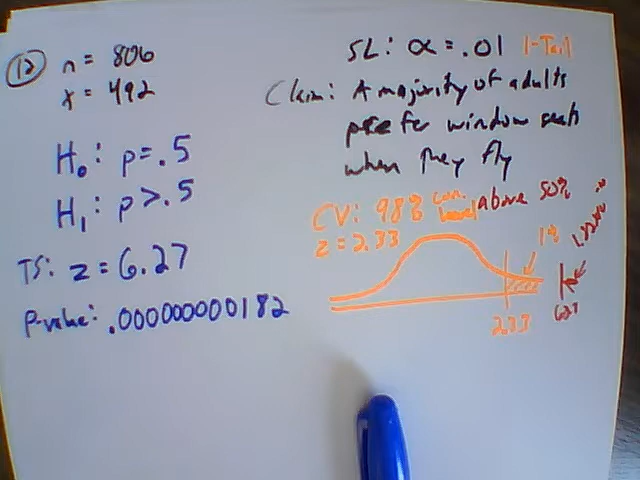 12
n = 806
x = 492
H₀: p = .5
H₁: p > .5
TS: z = 6.27
P-value: .000000000182
SL: α = .01 1-Tail
Claim: A majority of adults
prefer window seats
when they fly
above 50%
CV: 98% con. level
z = 2.33
1%
2.33
6.27